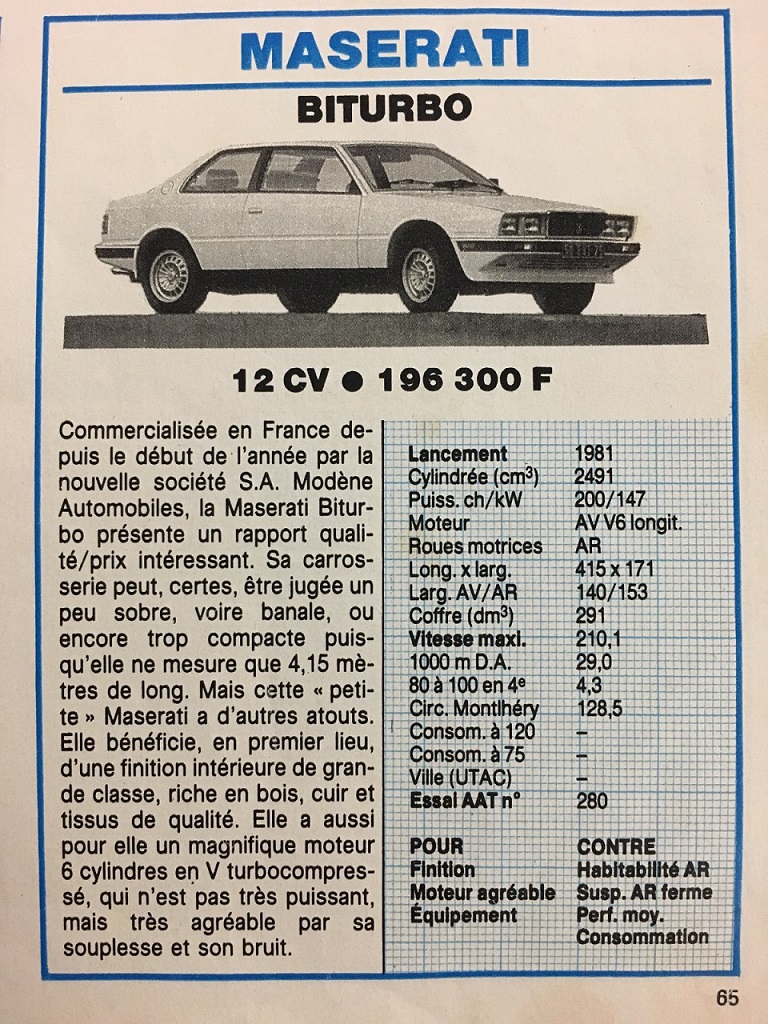 MASERATI
BITURBO
12 CV ● 196 300 F
Commercialisée en France de-
puis le début de l'année par la
nouvelle société S.A. Modène
Automobiles, la Maserati Bitur-
bo présente un rapport quali-
té/prix intéressant. Sa carros-
serie peut, certes, être jugée un
peu sobre, voire banale, ou
encore trop compacte puis-
qu'elle ne mesure que 4,15 mè-
tres de long. Mais cette « peti-
te » Maserati a d'autres atouts.
Elle bénéficie, en premier lieu,
d'une finition intérieure de gran-
de classe, riche en bois, cuir et
tissus de qualité. Elle a aussi
pour elle un magnifique moteur
6 cylindres en V turbocompres-
sé, qui n'est pas très puissant,
mais très agréable par sa
souplesse et son bruit.
Lancement 1981
Cylindrée (cm³) 2491
Puiss. ch/kW 200/147
Moteur AV V6 longit.
Roues motrices AR
Long. x larg. 415 x 171
Larg. AV/AR 140/153
Coffre (dm³) 291
Vitesse maxi. 210,1
1000 m D.A. 29,0
80 à 100 en 4e 4,3
Circ. Montlhéry 128,5
Consom. à 120 –
Consom. à 75 –
Ville (UTAC) –
Essai AAT n° 280
POUR CONTRE
Finition Habitabilité AR
Moteur agréable Susp. AR ferme
Équipement Perf. moy.
Consommation
65